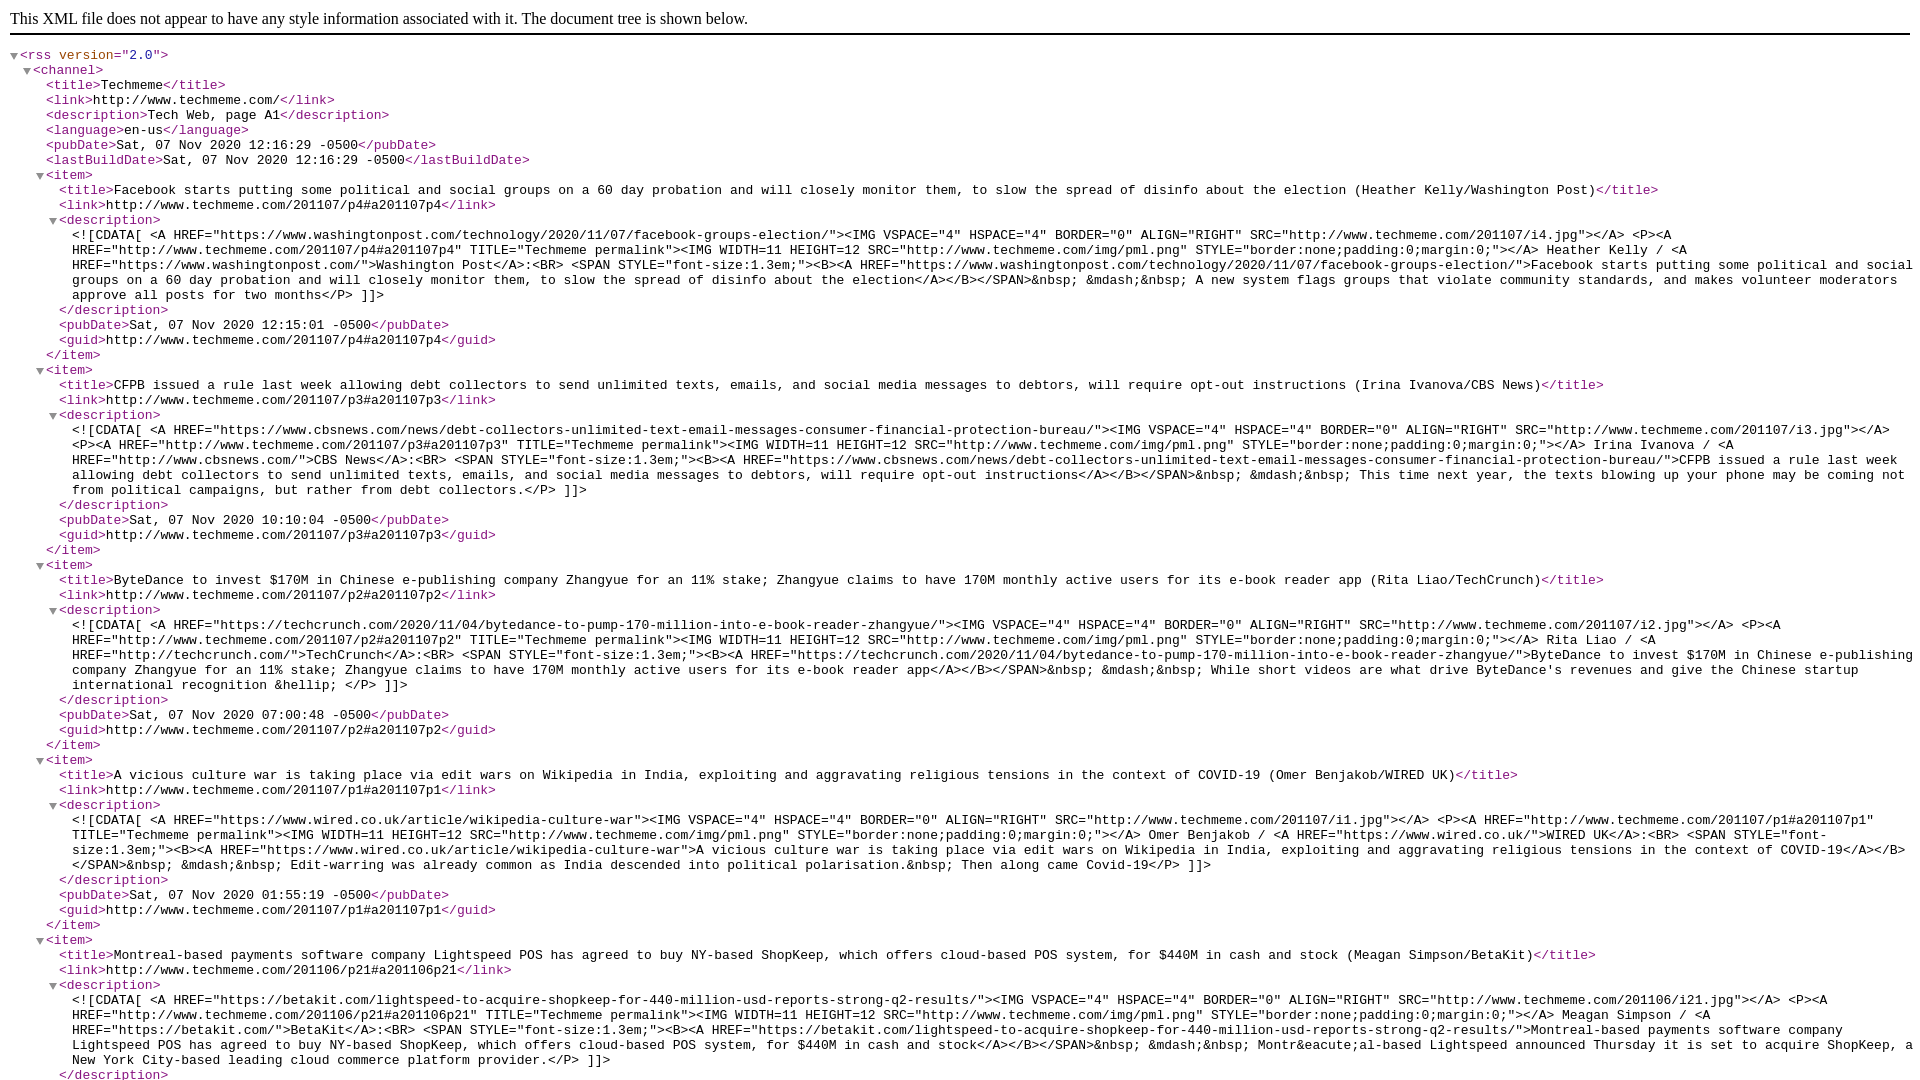 This XML file does not appear to have any style information associated with it. The document tree is shown below.
<rss version="2.0">
<channel>
<title>Techmeme</title>
<link>http://www.techmeme.com/</link>
<description>Tech Web, page A1</description>
<language>en-us</language>
<pubDate>Sat, 07 Nov 2020 12:16:29 -0500</pubDate>
<lastBuildDate>Sat, 07 Nov 2020 12:16:29 -0500</lastBuildDate>
<item>
<title>Facebook starts putting some political and social groups on a 60 day probation and will closely monitor them, to slow the spread of disinfo about the election (Heather Kelly/Washington Post)</title>
<link>http://www.techmeme.com/201107/p4#a201107p4</link>
<description>
<![CDATA[ <A HREF="https://www.washingtonpost.com/technology/2020/11/07/facebook-groups-election/"><IMG VSPACE="4" HSPACE="4" BORDER="0" ALIGN="RIGHT" SRC="http://www.techmeme.com/201107/i4.jpg"></A> <P><A
HREF="http://www.techmeme.com/201107/p4#a201107p4" TITLE="Techmeme permalink"><IMG WIDTH=11 HEIGHT=12 SRC="http://www.techmeme.com/img/pml.png" STYLE="border:none;padding:0;margin:0;"></A> Heather Kelly / <A
HREF="https://www.washingtonpost.com/">Washington Post</A>:<BR> <SPAN STYLE="font-size:1.3em;"><B><A HREF="https://www.washingtonpost.com/technology/2020/11/07/facebook-groups-election/">Facebook starts putting some political and social
groups on a 60 day probation and will closely monitor them, to slow the spread of disinfo about the election</A></B></SPAN>&nbsp; &mdash;&nbsp; A new system flags groups that violate community standards, and makes volunteer moderators
approve all posts for two months</P> ]]>
</description>
<pubDate>Sat, 07 Nov 2020 12:15:01 -0500</pubDate>
<guid>http://www.techmeme.com/201107/p4#a201107p4</guid>
</item>
<item>
<title>CFPB issued a rule last week allowing debt collectors to send unlimited texts, emails, and social media messages to debtors, will require opt-out instructions (Irina Ivanova/CBS News)</title>
<link>http://www.techmeme.com/201107/p3#a201107p3</link>
<description>
<![CDATA[ <A HREF="https://www.cbsnews.com/news/debt-collectors-unlimited-text-email-messages-consumer-financial-protection-bureau/"><IMG VSPACE="4" HSPACE="4" BORDER="0" ALIGN="RIGHT" SRC="http://www.techmeme.com/201107/i3.jpg"></A>
<P><A HREF="http://www.techmeme.com/201107/p3#a201107p3" TITLE="Techmeme permalink"><IMG WIDTH=11 HEIGHT=12 SRC="http://www.techmeme.com/img/pml.png" STYLE="border:none;padding:0;margin:0;"></A> Irina Ivanova / <A
HREF="http://www.cbsnews.com/">CBS News</A>:<BR> <SPAN STYLE="font-size:1.3em;"><B><A HREF="https://www.cbsnews.com/news/debt-collectors-unlimited-text-email-messages-consumer-financial-protection-bureau/">CFPB issued a rule last week
allowing debt collectors to send unlimited texts, emails, and social media messages to debtors, will require opt-out instructions</A></B></SPAN>&nbsp; &mdash;&nbsp; This time next year, the texts blowing up your phone may be coming not
from political campaigns, but rather from debt collectors.</P> ]]>
</description>
<pubDate>Sat, 07 Nov 2020 10:10:04 -0500</pubDate>
<guid>http://www.techmeme.com/201107/p3#a201107p3</guid>
</item>
<item>
<title>ByteDance to invest $170M in Chinese e-publishing company Zhangyue for an 11% stake; Zhangyue claims to have 170M monthly active users for its e-book reader app (Rita Liao/TechCrunch)</title>
<link>http://www.techmeme.com/201107/p2#a201107p2</link>
<description>
<![CDATA[ <A HREF="https://techcrunch.com/2020/11/04/bytedance-to-pump-170-million-into-e-book-reader-zhangyue/"><IMG VSPACE="4" HSPACE="4" BORDER="0" ALIGN="RIGHT" SRC="http://www.techmeme.com/201107/i2.jpg"></A> <P><A
HREF="http://www.techmeme.com/201107/p2#a201107p2" TITLE="Techmeme permalink"><IMG WIDTH=11 HEIGHT=12 SRC="http://www.techmeme.com/img/pml.png" STYLE="border:none;padding:0;margin:0;"></A> Rita Liao / <A
HREF="http://techcrunch.com/">TechCrunch</A>:<BR> <SPAN STYLE="font-size:1.3em;"><B><A HREF="https://techcrunch.com/2020/11/04/bytedance-to-pump-170-million-into-e-book-reader-zhangyue/">ByteDance to invest $170M in Chinese e-publishing
company Zhangyue for an 11% stake; Zhangyue claims to have 170M monthly active users for its e-book reader app</A></B></SPAN>&nbsp; &mdash;&nbsp; While short videos are what drive ByteDance's revenues and give the Chinese startup
international recognition &hellip; </P> ]]>
</description>
<pubDate>Sat, 07 Nov 2020 07:00:48 -0500</pubDate>
<guid>http://www.techmeme.com/201107/p2#a201107p2</guid>
</item>
<item>
<title>A vicious culture war is taking place via edit wars on Wikipedia in India, exploiting and aggravating religious tensions in the context of COVID-19 (Omer Benjakob/WIRED UK)</title>
<link>http://www.techmeme.com/201107/p1#a201107p1</link>
<description>
<![CDATA[ <A HREF="https://www.wired.co.uk/article/wikipedia-culture-war"><IMG VSPACE="4" HSPACE="4" BORDER="0" ALIGN="RIGHT" SRC="http://www.techmeme.com/201107/i1.jpg"></A> <P><A HREF="http://www.techmeme.com/201107/p1#a201107p1"
TITLE="Techmeme permalink"><IMG WIDTH=11 HEIGHT=12 SRC="http://www.techmeme.com/img/pml.png" STYLE="border:none;padding:0;margin:0;"></A> Omer Benjakob / <A HREF="https://www.wired.co.uk/">WIRED UK</A>:<BR> <SPAN STYLE="font-
size:1.3em;"><B><A HREF="https://www.wired.co.uk/article/wikipedia-culture-war">A vicious culture war is taking place via edit wars on Wikipedia in India, exploiting and aggravating religious tensions in the context of COVID-19</A></B>
</SPAN>&nbsp; &mdash;&nbsp; Edit-warring was already common as India descended into political polarisation.&nbsp; Then along came Covid-19</P> ]]>
</description>
<pubDate>Sat, 07 Nov 2020 01:55:19 -0500</pubDate>
<guid>http://www.techmeme.com/201107/p1#a201107p1</guid>
</item>
<item>
<title>Montreal-based payments software company Lightspeed POS has agreed to buy NY-based ShopKeep, which offers cloud-based POS system, for $440M in cash and stock (Meagan Simpson/BetaKit)</title>
<link>http://www.techmeme.com/201106/p21#a201106p21</link>
<description>
<![CDATA[ <A HREF="https://betakit.com/lightspeed-to-acquire-shopkeep-for-440-million-usd-reports-strong-q2-results/"><IMG VSPACE="4" HSPACE="4" BORDER="0" ALIGN="RIGHT" SRC="http://www.techmeme.com/201106/i21.jpg"></A> <P><A
HREF="http://www.techmeme.com/201106/p21#a201106p21" TITLE="Techmeme permalink"><IMG WIDTH=11 HEIGHT=12 SRC="http://www.techmeme.com/img/pml.png" STYLE="border:none;padding:0;margin:0;"></A> Meagan Simpson / <A
HREF="https://betakit.com/">BetaKit</A>:<BR> <SPAN STYLE="font-size:1.3em;"><B><A HREF="https://betakit.com/lightspeed-to-acquire-shopkeep-for-440-million-usd-reports-strong-q2-results/">Montreal-based payments software company
Lightspeed POS has agreed to buy NY-based ShopKeep, which offers cloud-based POS system, for $440M in cash and stock</A></B></SPAN>&nbsp; &mdash;&nbsp; Montr&eacute;al-based Lightspeed announced Thursday it is set to acquire ShopKeep, a
New York City-based leading cloud commerce platform provider.</P> ]]>
</description>